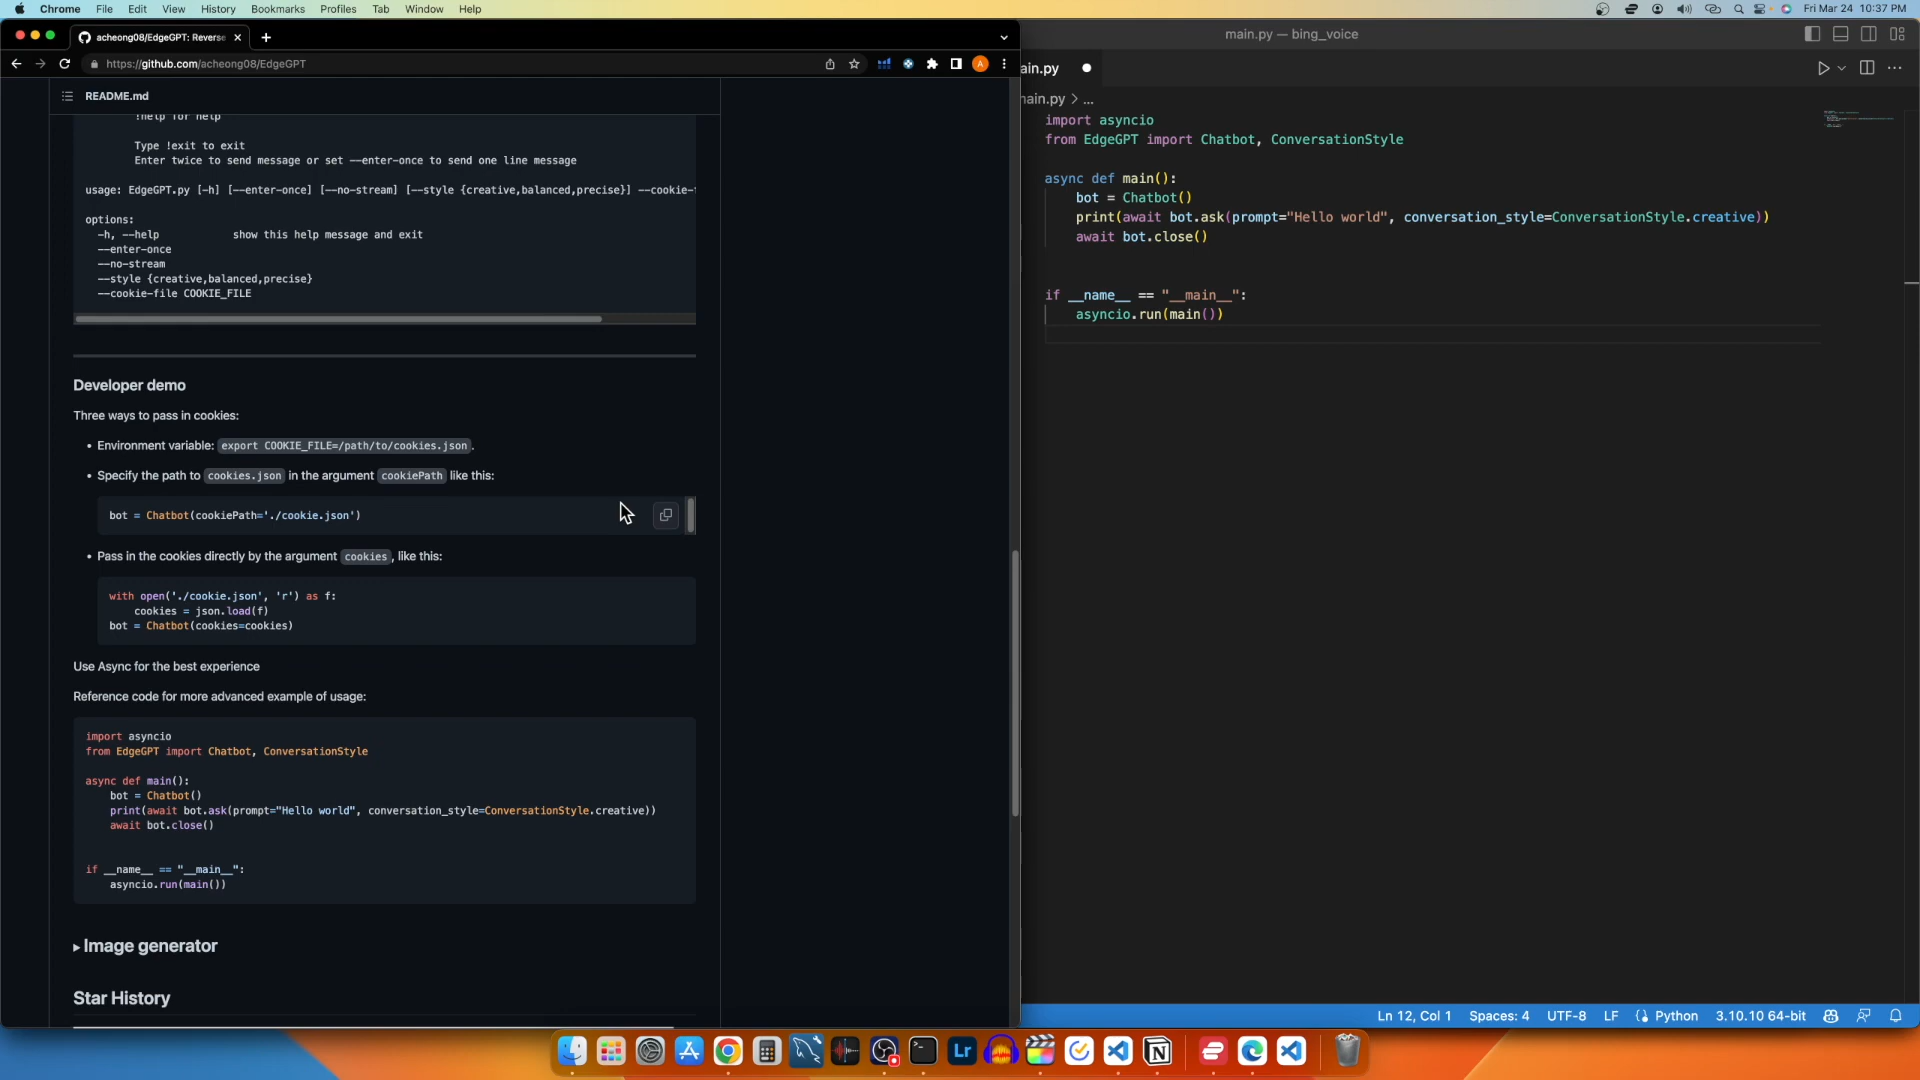 Chrome File Edit View History Bookmarks Profiles Tab Window Help
Fri Mar 24 10:37 PM
acheong08/EdgeGPT: Reverse
main.py — bing_voice
https://github.com/acheong08/EdgeGPT
A
README.md
!help for help
Type !exit to exit
Enter twice to send message or set --enter-once to send one line message
usage: EdgeGPT.py [-h] [--enter-once] [--no-stream] [--style {creative,balanced,precise}] --cookie-
options:
-h, --help show this help message and exit
--enter-once
--no-stream
--style {creative,balanced,precise}
--cookie-file COOKIE_FILE
Developer demo
Three ways to pass in cookies:
• Environment variable: export COOKIE_FILE=/path/to/cookies.json.
• Specify the path to cookies.json in the argument cookiePath like this:
bot = Chatbot(cookiePath='./cookie.json')
• Pass in the cookies directly by the argument cookies, like this:
with open('./cookie.json', 'r') as f:
cookies = json.load(f)
bot = Chatbot(cookies=cookies)
Use Async for the best experience
Reference code for more advanced example of usage:
import asyncio
from EdgeGPT import Chatbot, ConversationStyle
async def main():
bot = Chatbot()
print(await bot.ask(prompt="Hello world", conversation_style=ConversationStyle.creative))
await bot.close()
if __name__ == "__main__":
asyncio.run(main())
Image generator
Star History
ain.py
nain.py > ...
import asyncio
from EdgeGPT import Chatbot, ConversationStyle
async def main():
bot = Chatbot()
print(await bot.ask(prompt="Hello world", conversation_style=ConversationStyle.creative))
await bot.close()
if __name__ == "__main__":
asyncio.run(main())
Ln 12, Col 1 Spaces: 4 UTF-8 LF Python 3.10.10 64-bit
Lr
N